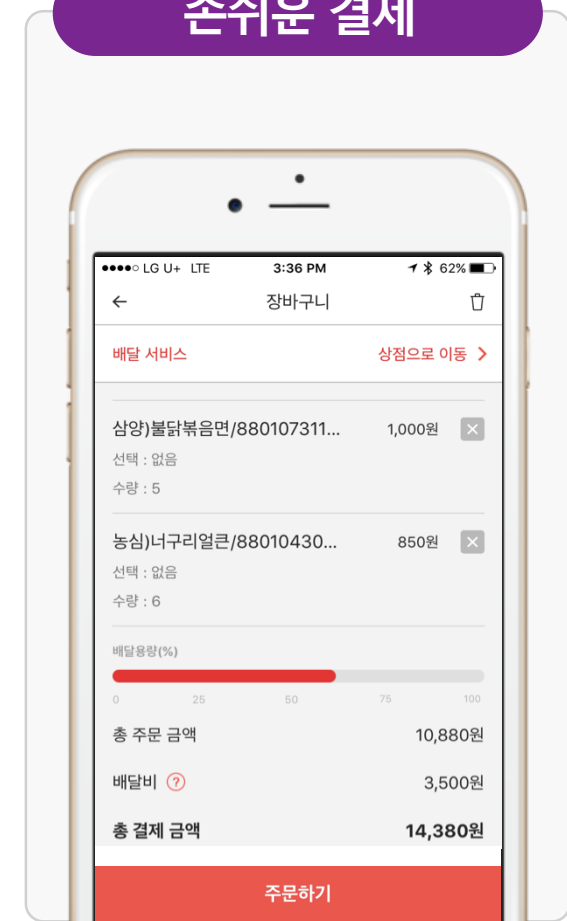 손쉬운 결제
LG U+ LTE 3:36 PM 62%
장바구니
배달 서비스 상점으로 이동
삼양)불닭볶음면/880107311... 1,000원
선택 : 없음
수량 : 5
농심)너구리얼큰/88010430... 850원
선택 : 없음
수량 : 6
배달용량(%)
0 25 50 75 100
총 주문 금액 10,880원
배달비 ? 3,500원
총 결제 금액 14,380원
주문하기